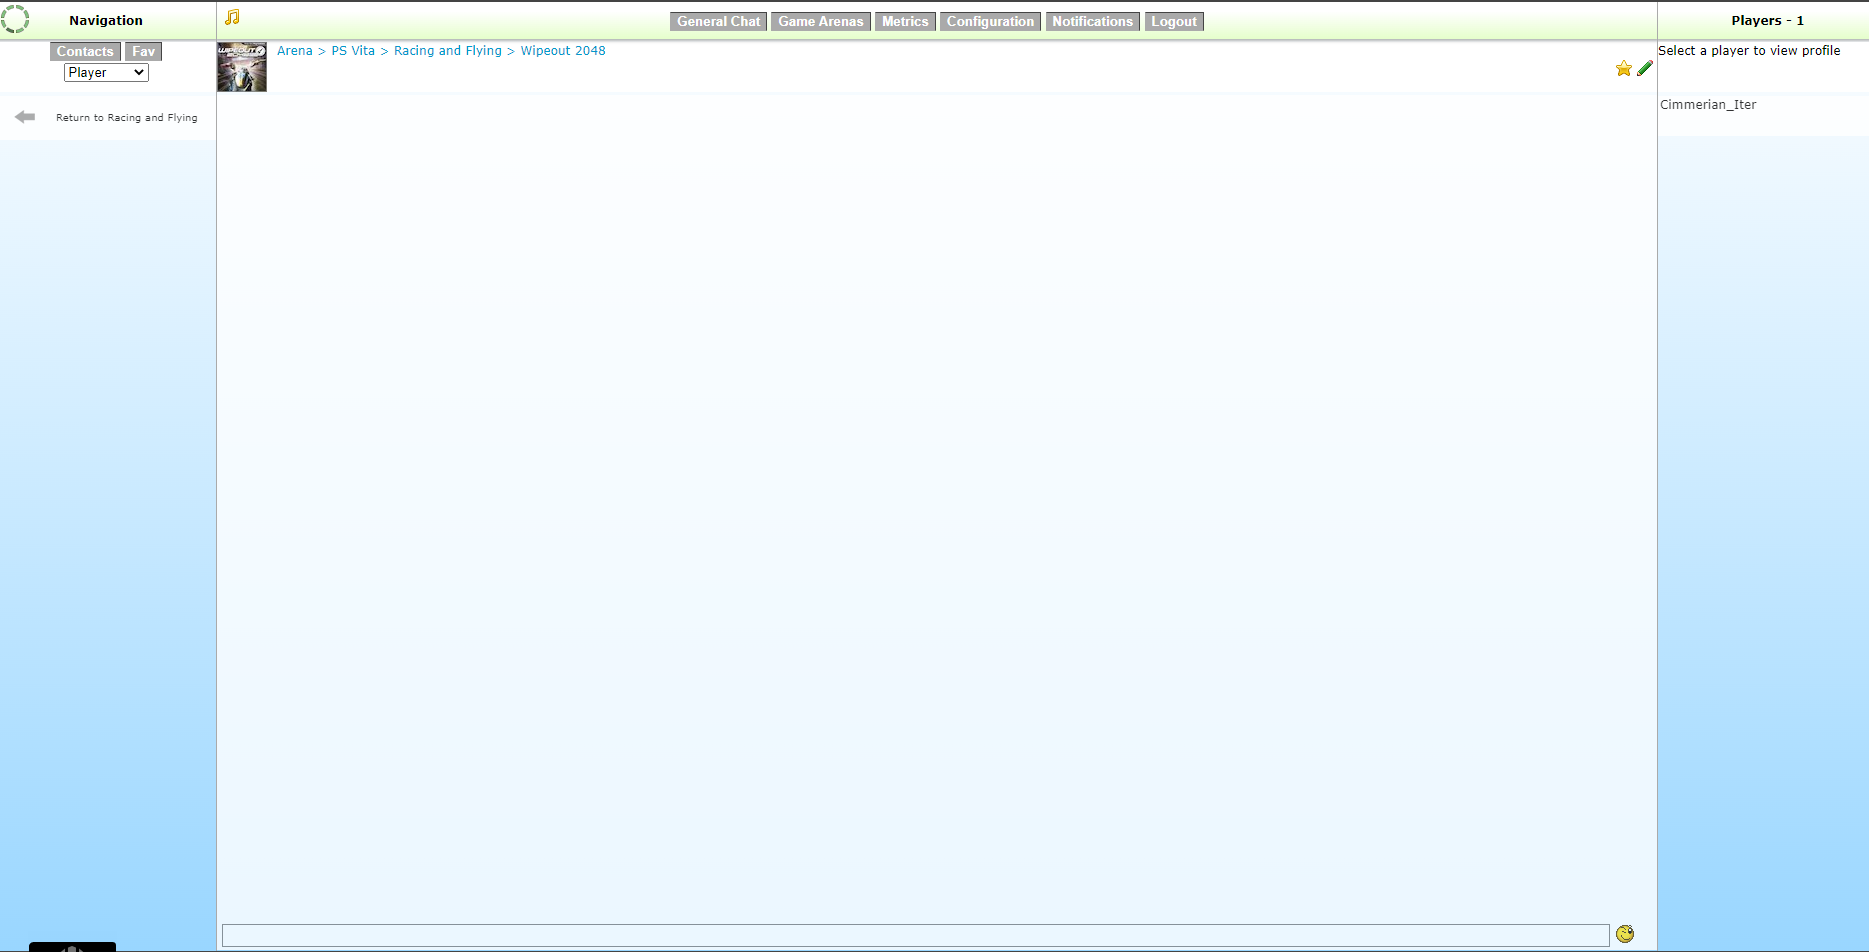 Navigation
General Chat Game Arenas Metrics Configuration Notifications Logout
Players - 1
Contacts Fav
Player
WIPEOUT
Arena > PS Vita > Racing and Flying > Wipeout 2048
Select a player to view profile
Return to Racing and Flying
Cimmerian_Iter